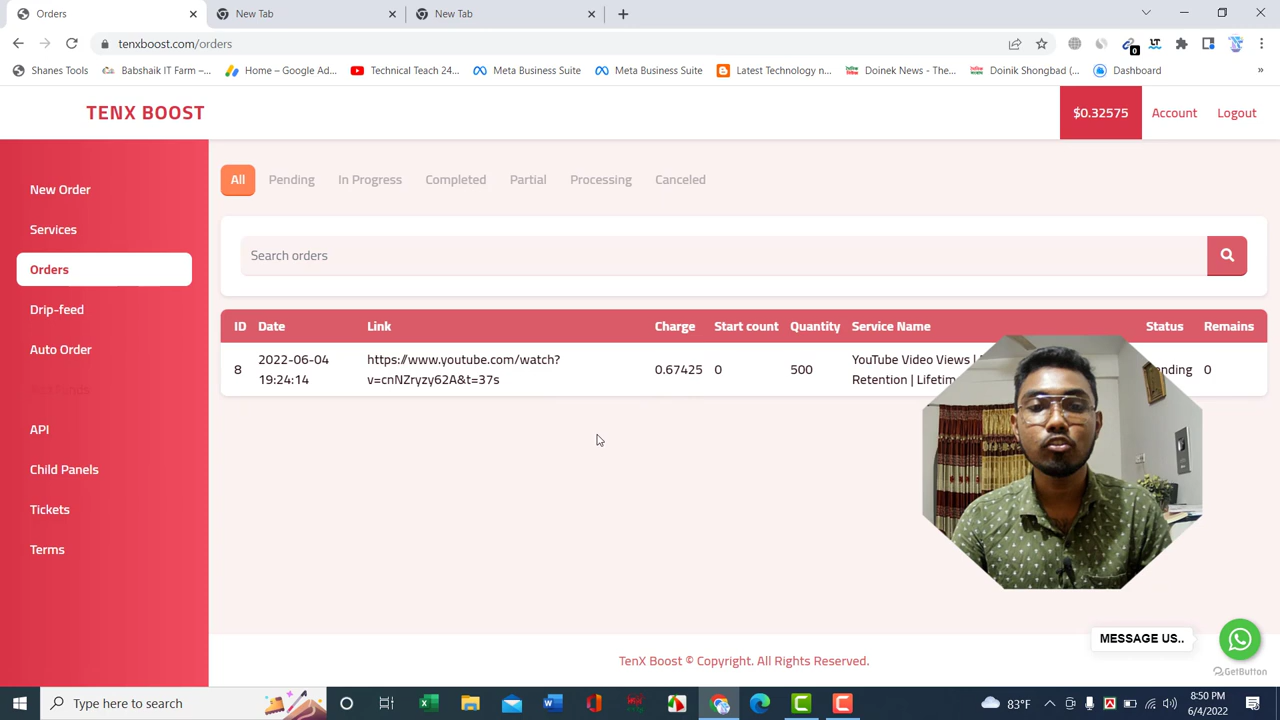 Orders
New Tab
New Tab
tenxboost.com/orders
Shanes Tools
Babshaik IT Farm –...
Home – Google Ad...
Technical Teach 24...
Meta Business Suite
Meta Business Suite
Latest Technology n...
Doinek News - The...
Doinik Shongbad (...
Dashboard
»
TENX BOOST
$0.32575
Account
Logout
New Order
Services
Orders
Drip-feed
Auto Order
API
Child Panels
Tickets
Terms
All
Pending
In Progress
Completed
Partial
Processing
Canceled
Search orders
ID Date Link Charge Start count Quantity Service Name Status Remains
8 2022-06-04 19:24:14 https://www.youtube.com/watch?v=cnNZryzy62A&t=37s 0.67425 0 500 YouTube Video Views | Retention | 0
MESSAGE US..
GetButton
TenX Boost © Copyright. All Rights Reserved.
Type here to search
83°F
8:50 PM
6/4/2022